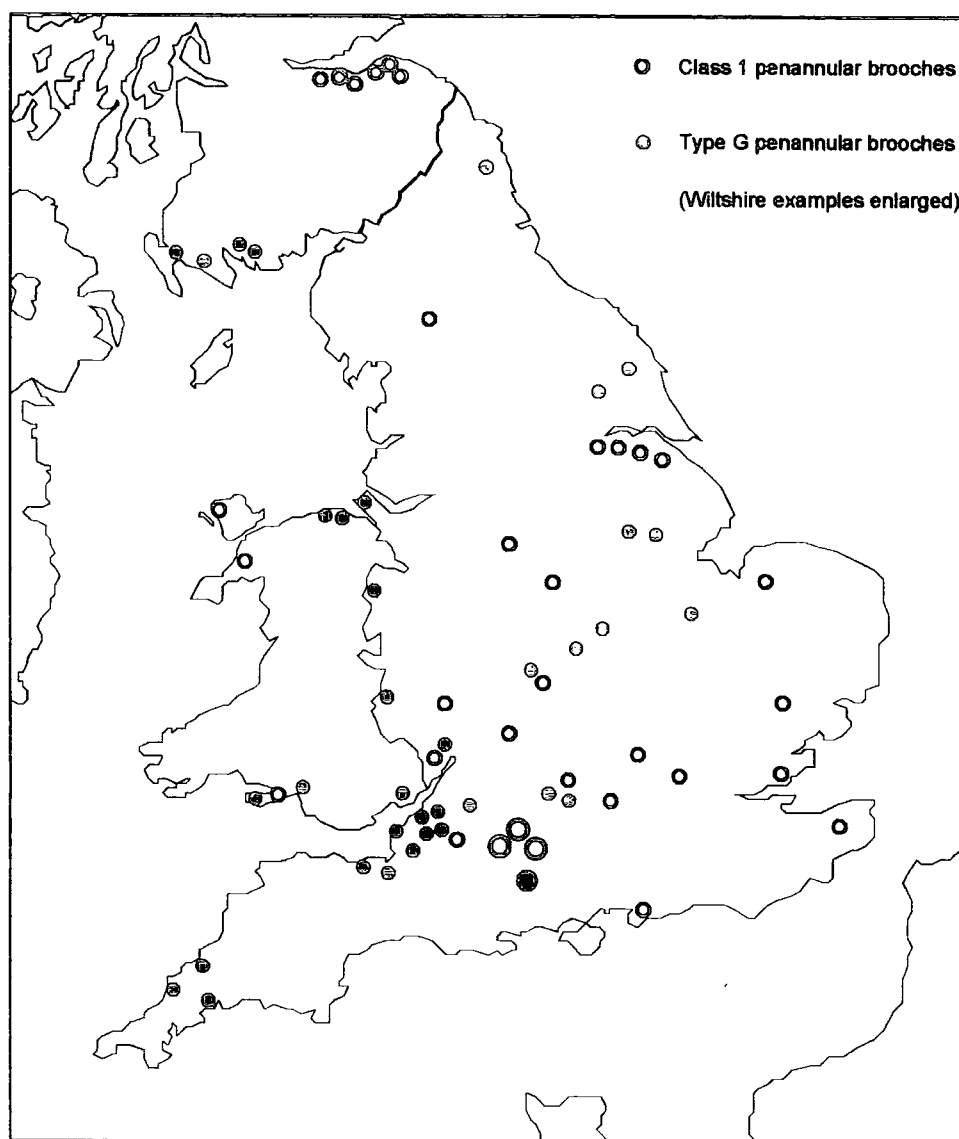 Class 1 penannular brooches
Type G penannular brooches
(Wiltshire examples enlarged)